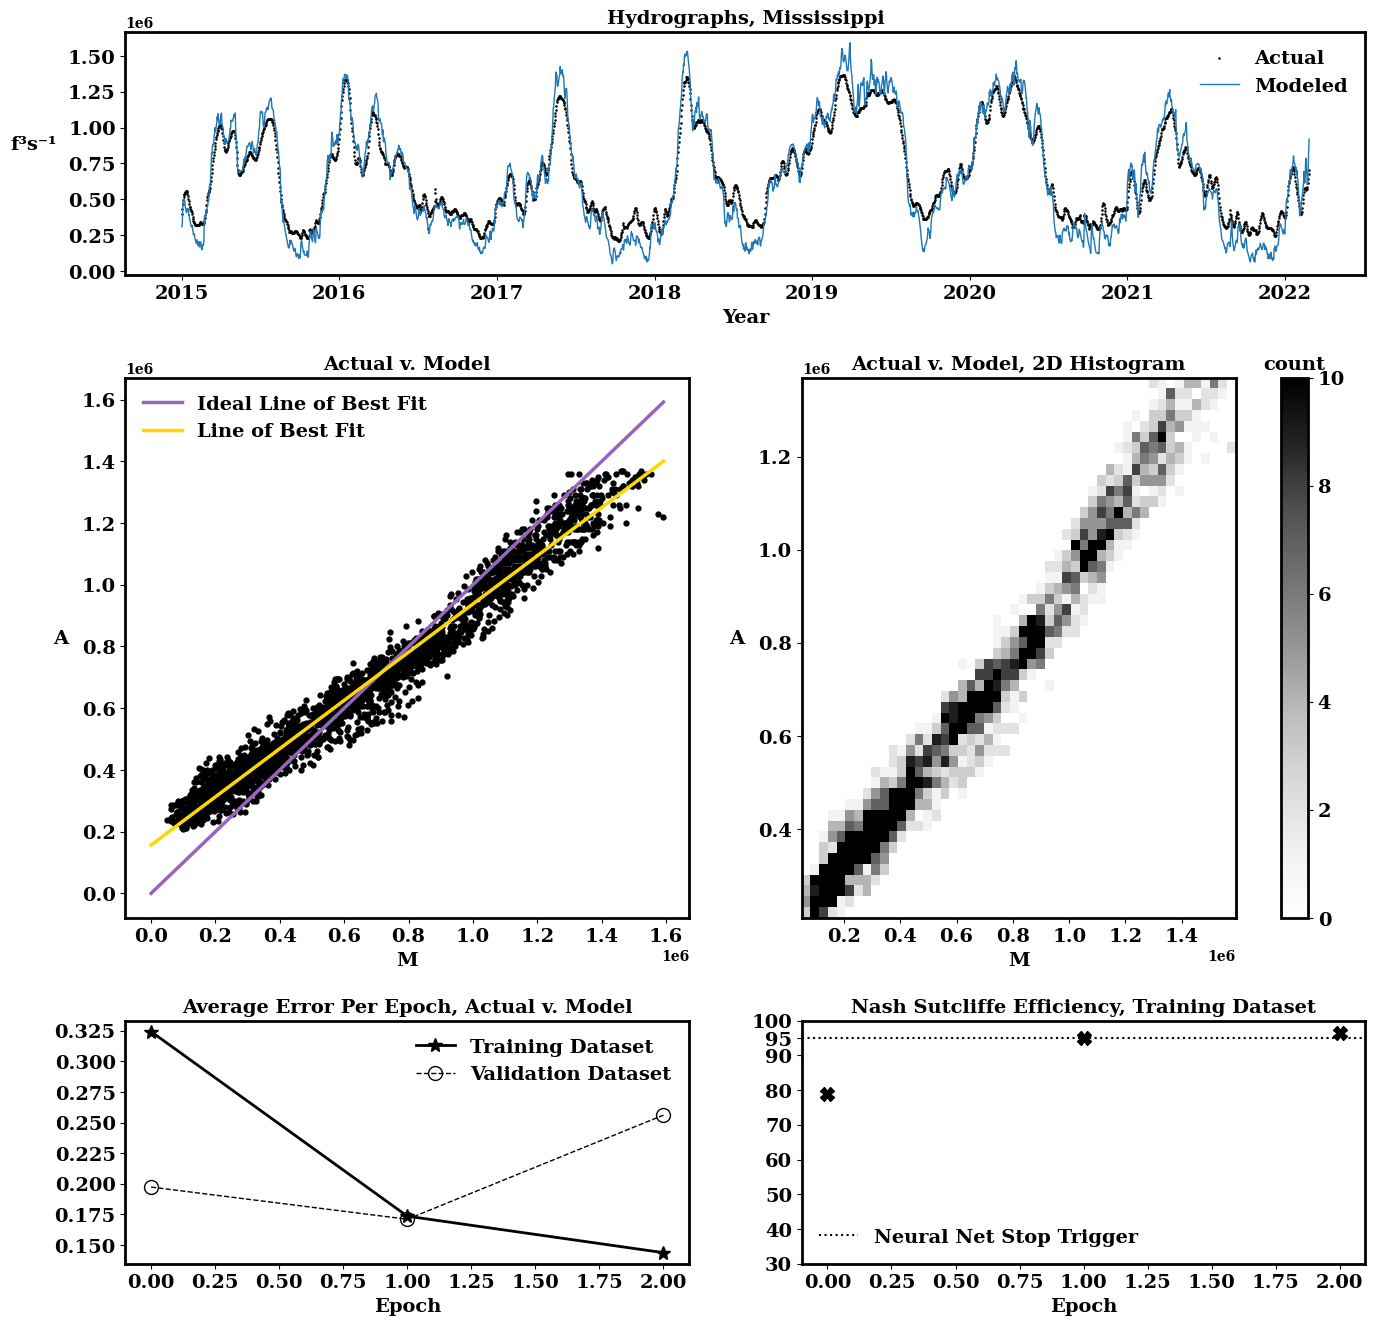 Hydrographs, Mississippi
1e6
1.50
1.25
1.00
0.75
0.50
0.25
0.00
f³s⁻¹
Actual
Modeled
2015 2016 2017 2018 2019 2020 2021 2022
Year
Actual v. Model
1e6
1.6
1.4
1.2
1.0
0.8
0.6
0.4
0.2
0.0
A
Ideal Line of Best Fit
Line of Best Fit
0.0 0.2 0.4 0.6 0.8 1.0 1.2 1.4 1.6
M
1e6
Actual v. Model, 2D Histogram
1e6
1.2
1.0
0.8
0.6
0.4
A
0.2 0.4 0.6 0.8 1.0 1.2 1.4
M
1e6
count
10
8
6
4
2
0
Average Error Per Epoch, Actual v. Model
0.325
0.300
0.275
0.250
0.225
0.200
0.175
0.150
Training Dataset
Validation Dataset
0.00 0.25 0.50 0.75 1.00 1.25 1.50 1.75 2.00
Epoch
Nash Sutcliffe Efficiency, Training Dataset
100
95
90
80
70
60
50
40
30
Neural Net Stop Trigger
0.00 0.25 0.50 0.75 1.00 1.25 1.50 1.75 2.00
Epoch